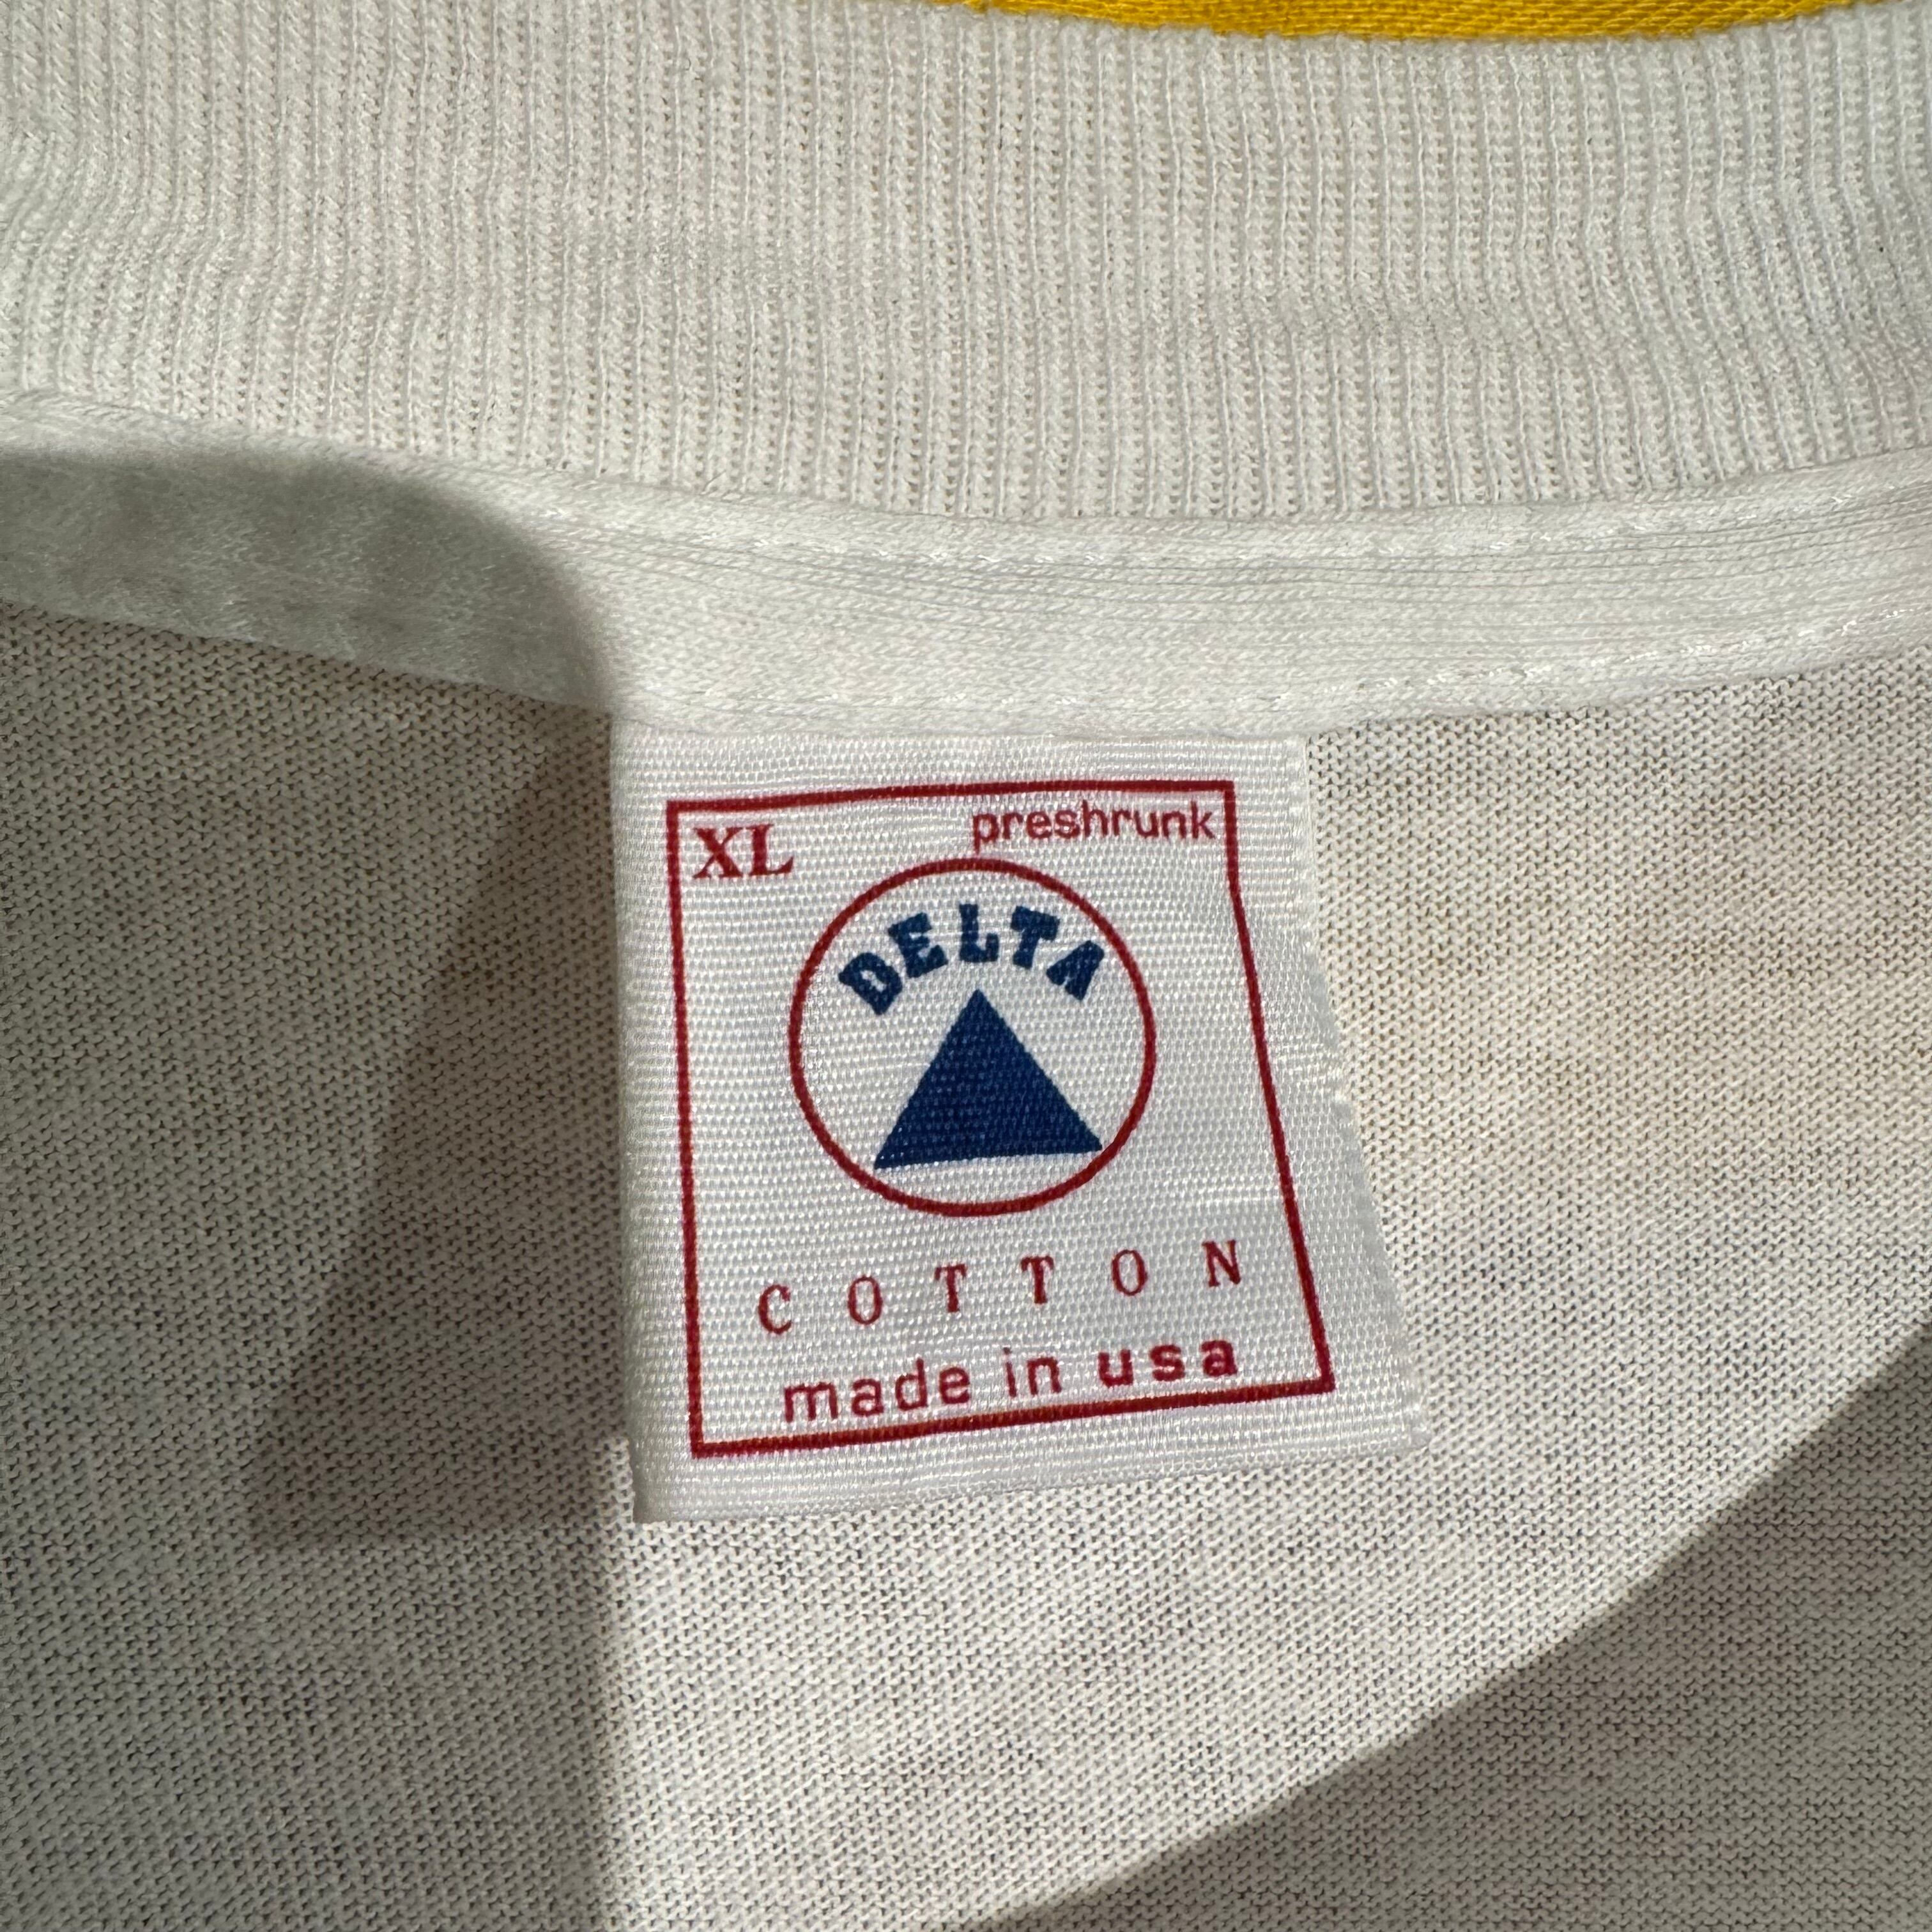 XL preshrunk
DELTA
COTTON
made in usa